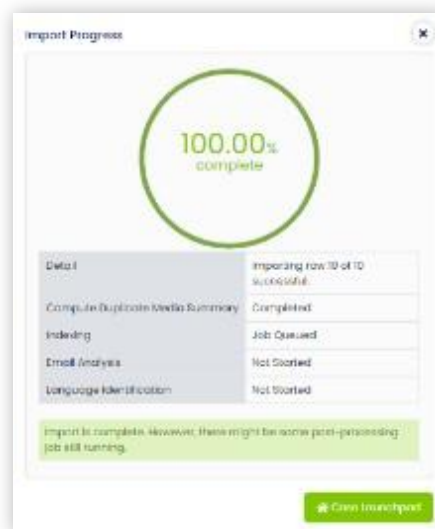 Import Progress
100.00%
complete
Detail
Importing row 10 of 10
successful.
Compute Duplicate Media Summary
Completed
Indexing
Job Queued
Email Analysis
Not Started
Language Identification
Not Started
Import is complete. However, there might be some post-processing
job still running.
Case Launchpad